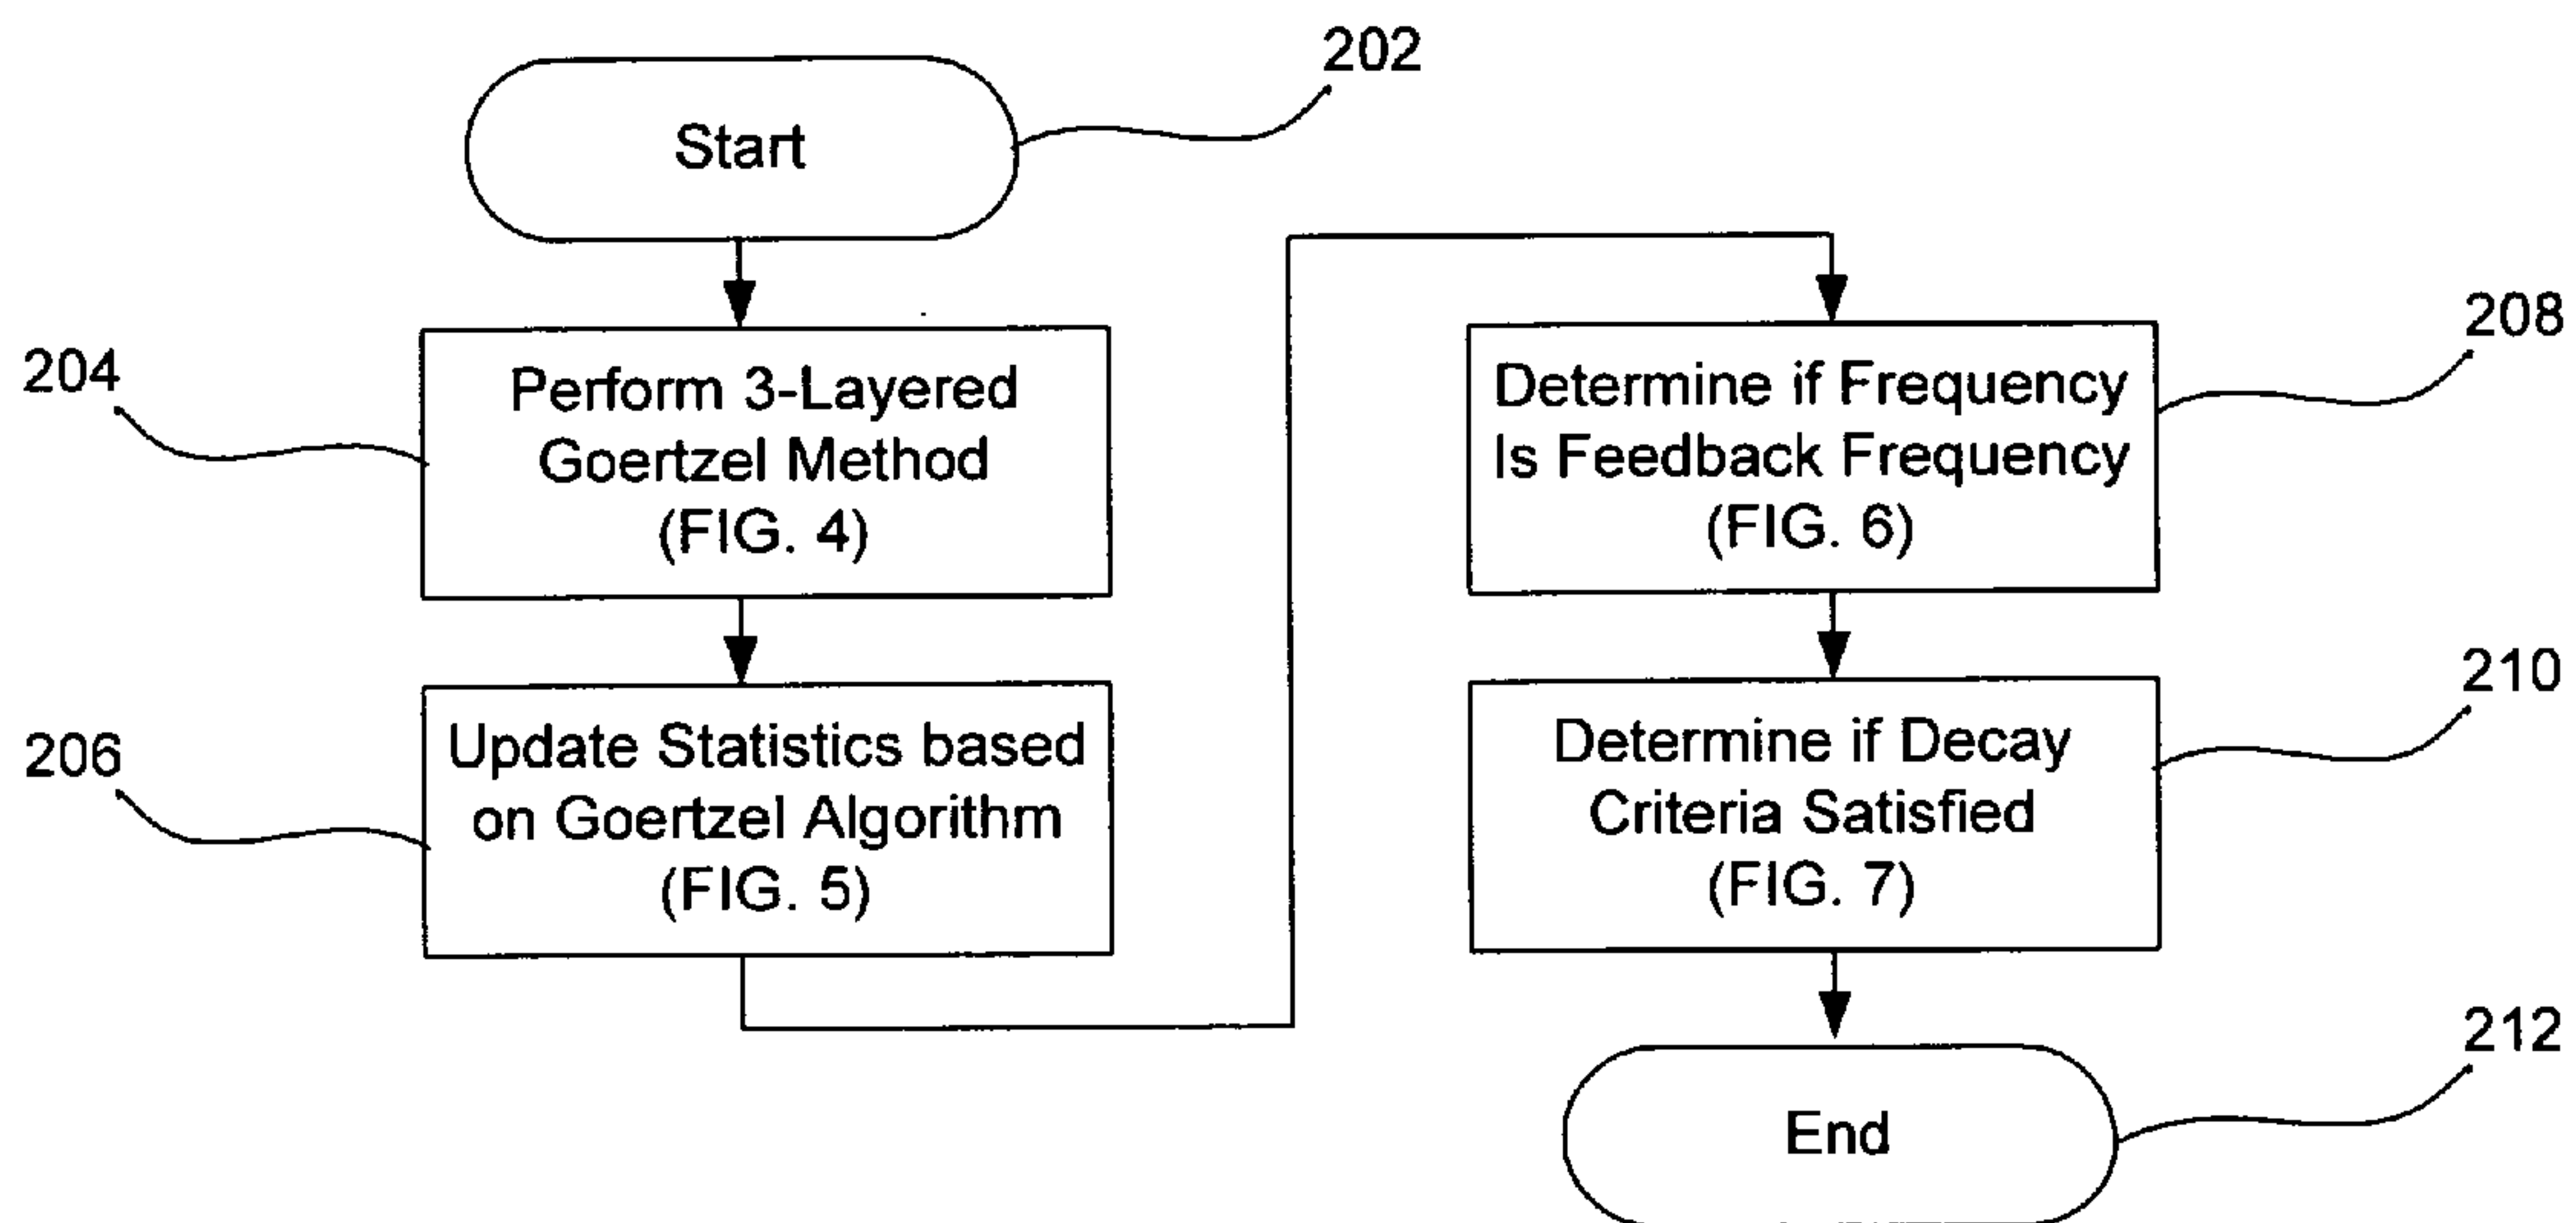 202
Start
204
Perform 3-Layered
Goertzel Method
(FIG. 4)
206
Update Statistics based
on Goertzel Algorithm
(FIG. 5)
208
Determine if Frequency
Is Feedback Frequency
(FIG. 6)
210
Determine if Decay
Criteria Satisfied
(FIG. 7)
212
End